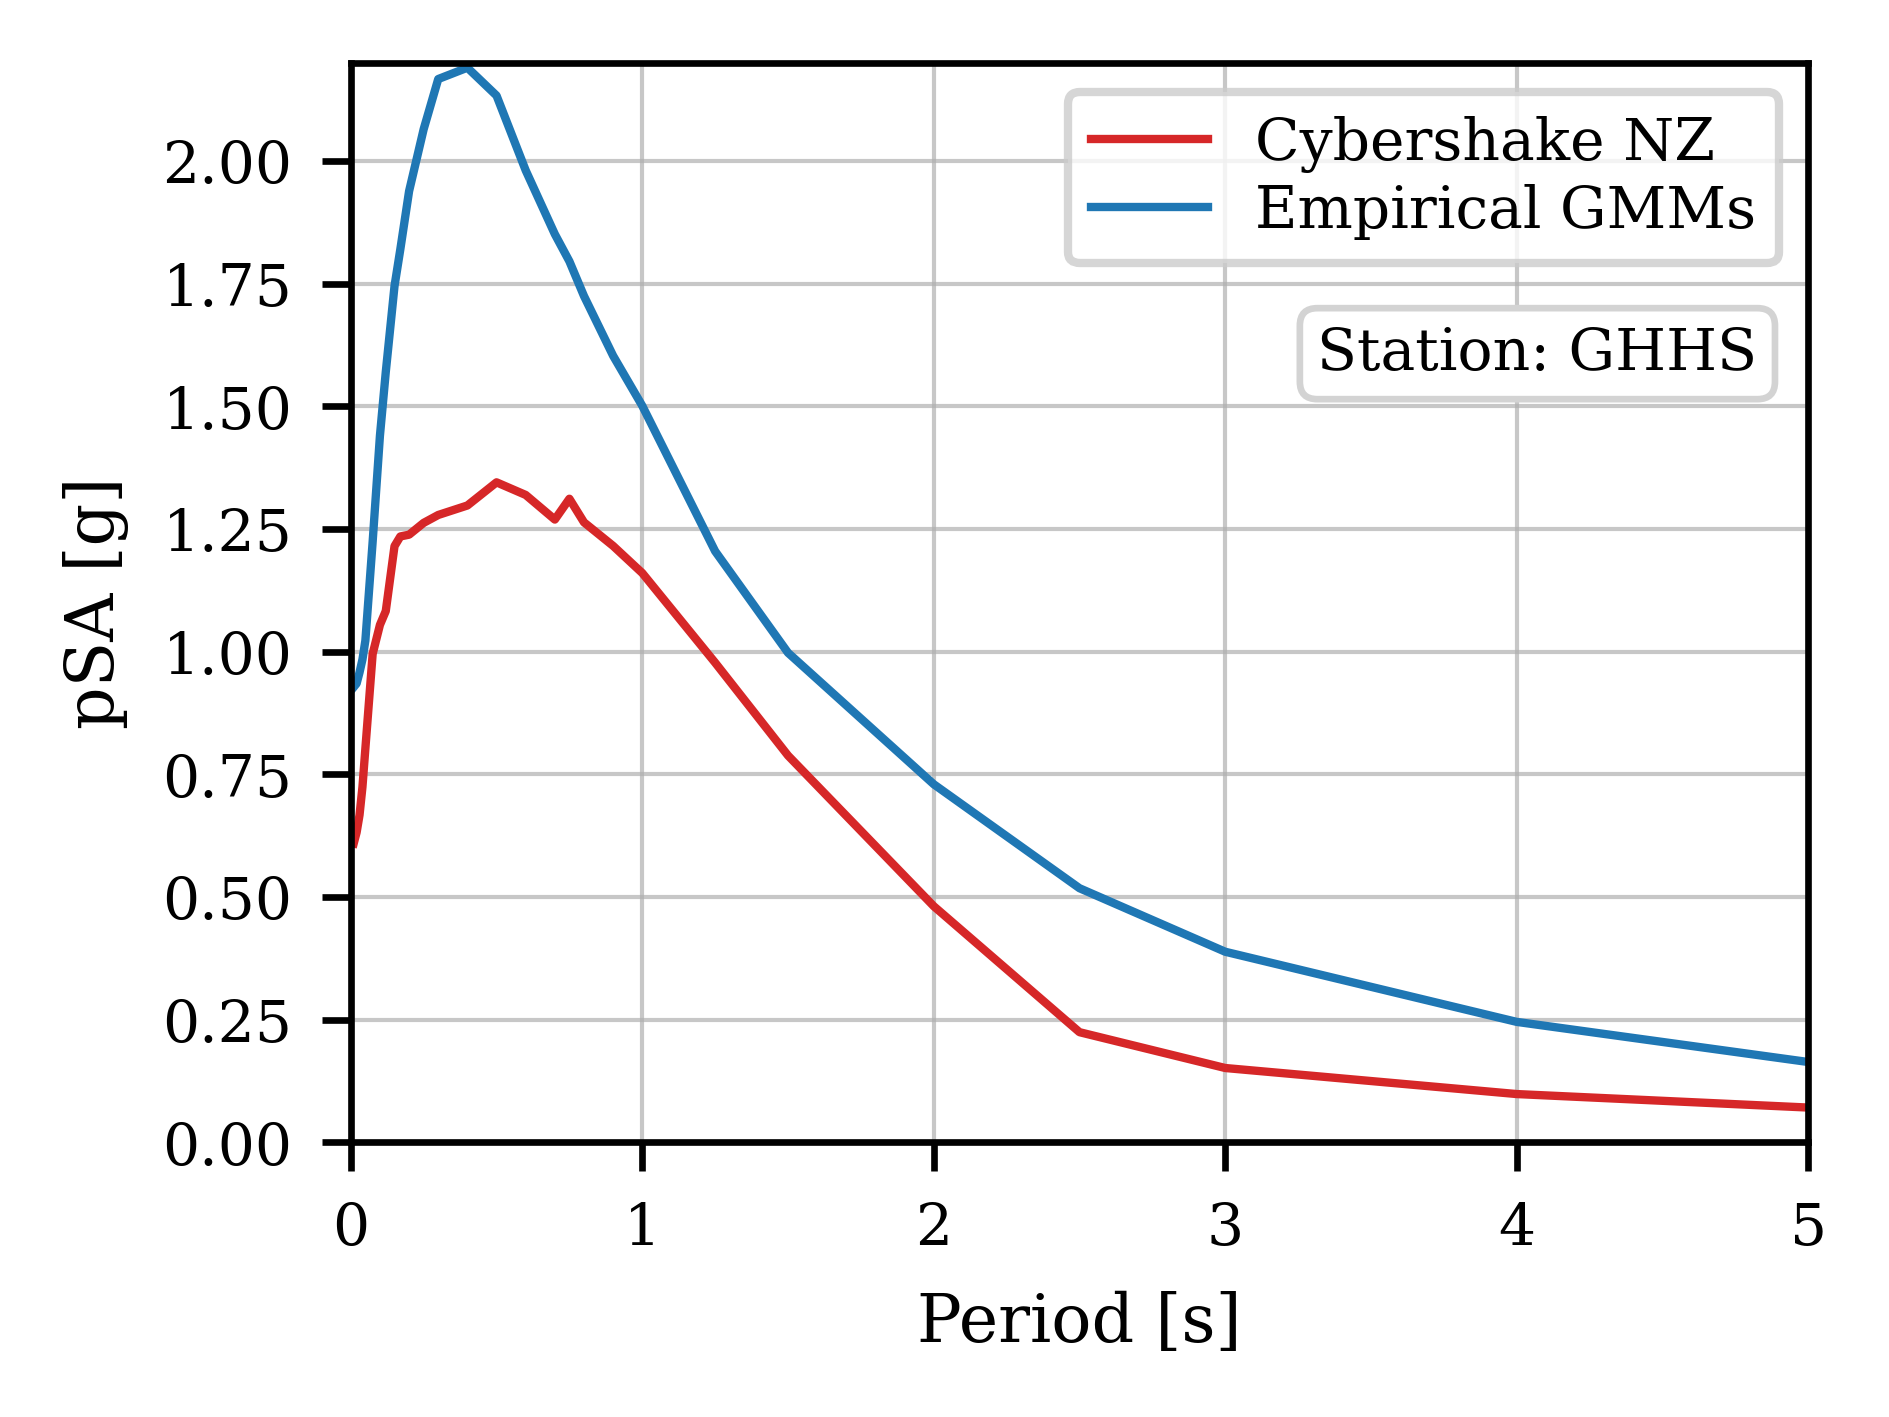 Cybershake NZ
Empirical GMMs
Station: GHHS
pSA [g]
2.00
1.75
1.50
1.25
1.00
0.75
0.50
0.25
0.00
0 1 2 3 4 5
Period [s]